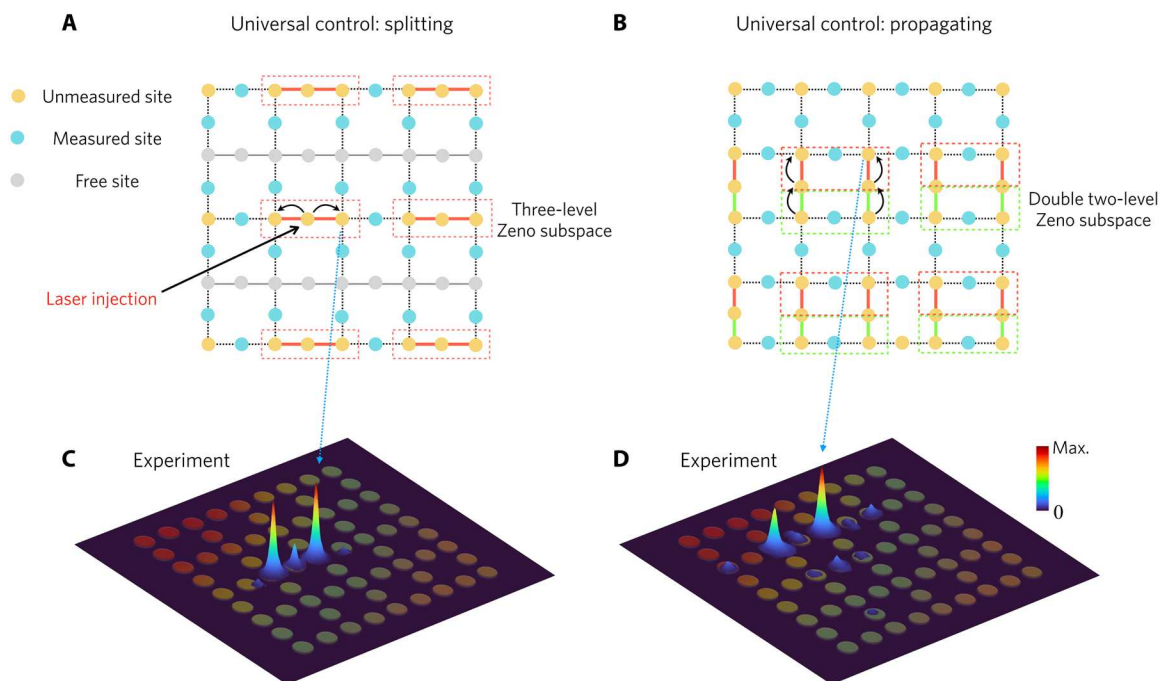 A
Universal control: splitting
B
Universal control: propagating
Unmeasured site
Measured site
Free site
Three-level
Zeno subspace
Laser injection
Double two-level
Zeno subspace
C
Experiment
D
Experiment
Max.
0